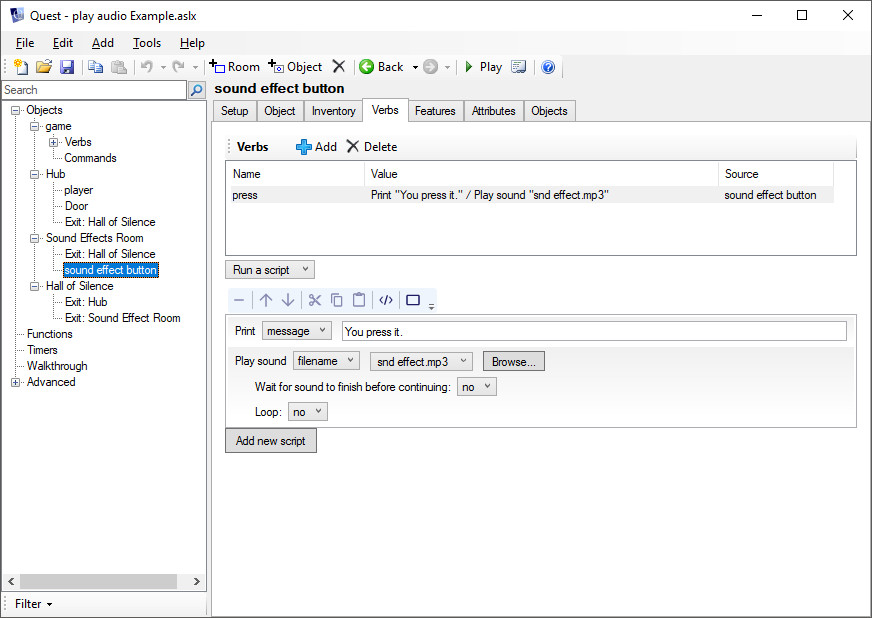 Quest - play audio Example.aslx
File Edit Add Tools Help
Room Object Back Play
Search
Objects
game
Verbs
Commands
Hub
player
Door
Exit: Hall of Silence
Sound Effects Room
Exit: Hall of Silence
sound effect button
Hall of Silence
Exit: Hub
Exit: Sound Effect Room
Functions
Timers
Walkthrough
Advanced
Filter
sound effect button
Setup Object Inventory Verbs Features Attributes Objects
Verbs Add Delete
Name Value Source
press Print "You press it." / Play sound "snd effect.mp3" sound effect button
Run a script
Print message You press it.
Play sound filename snd effect.mp3 Browse...
Wait for sound to finish before continuing: no
Loop: no
Add new script